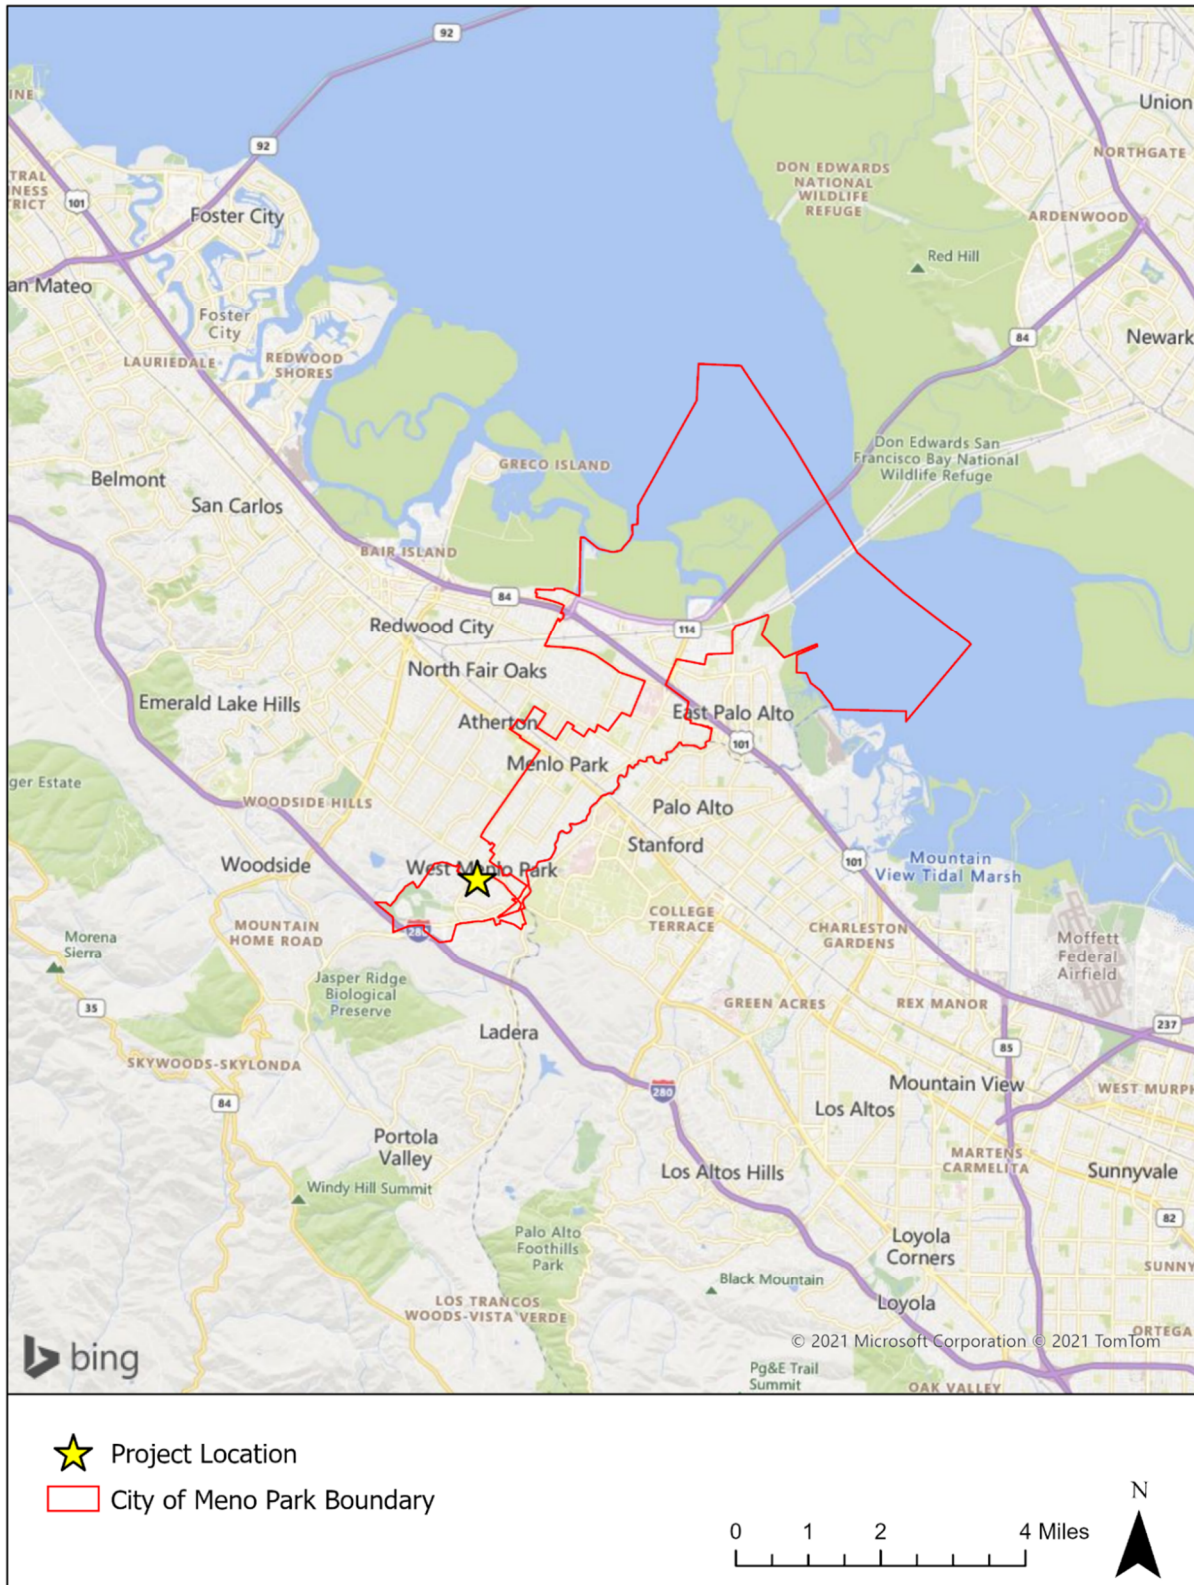 92
92
INE
Union
NORTHGATE
TRAL
INESS
TRICT
101
DON EDWARDS
NATIONAL
WILDLIFE
REFUGE
Foster City
ARDENWOOD
Red Hill
an Mateo
Foster
City
84
Newark
LAURIEDALE
REDWOOD
SHORES
Don Edwards San
Francisco Bay National
Wildlife Refuge
GRECO ISLAND
Belmont
San Carlos
BAIR ISLAND
84
Redwood City
114
North Fair Oaks
Emerald Lake Hills
Atherton
East Palo Alto
101
Menlo Park
ger Estate
WOODSIDE HILLS
Palo Alto
Stanford
Woodside
West Menlo Park
101
Mountain
View Tidal Marsh
MOUNTAIN
HOME ROAD
280
COLLEGE
TERRACE
CHARLESTON
GARDENS
Morena
Sierra
Moffett
Federal
Airfield
Jasper Ridge
Biological
Preserve
35
GREEN ACRES
REX MANOR
237
Ladera
85
SKYWOODS-SKYLONDA
84
280
Mountain View
WEST MURPH
Los Altos
Portola
Valley
MARTENS
CARMELITA
Los Altos Hills
Sunnyvale
Windy Hill Summit
82
Palo Alto
Foothills
Park
Loyola
Corners
SUNNY
Black Mountain
LOS TRANCOS
WOODS-VISTA VERDE
Loyola
ORTEGA
© 2021 Microsoft Corporation © 2021 TomTom
bing
Pg&E Trail
Summit
OAK VALLEY
Project Location
City of Meno Park Boundary
N
0 1 2 4 Miles